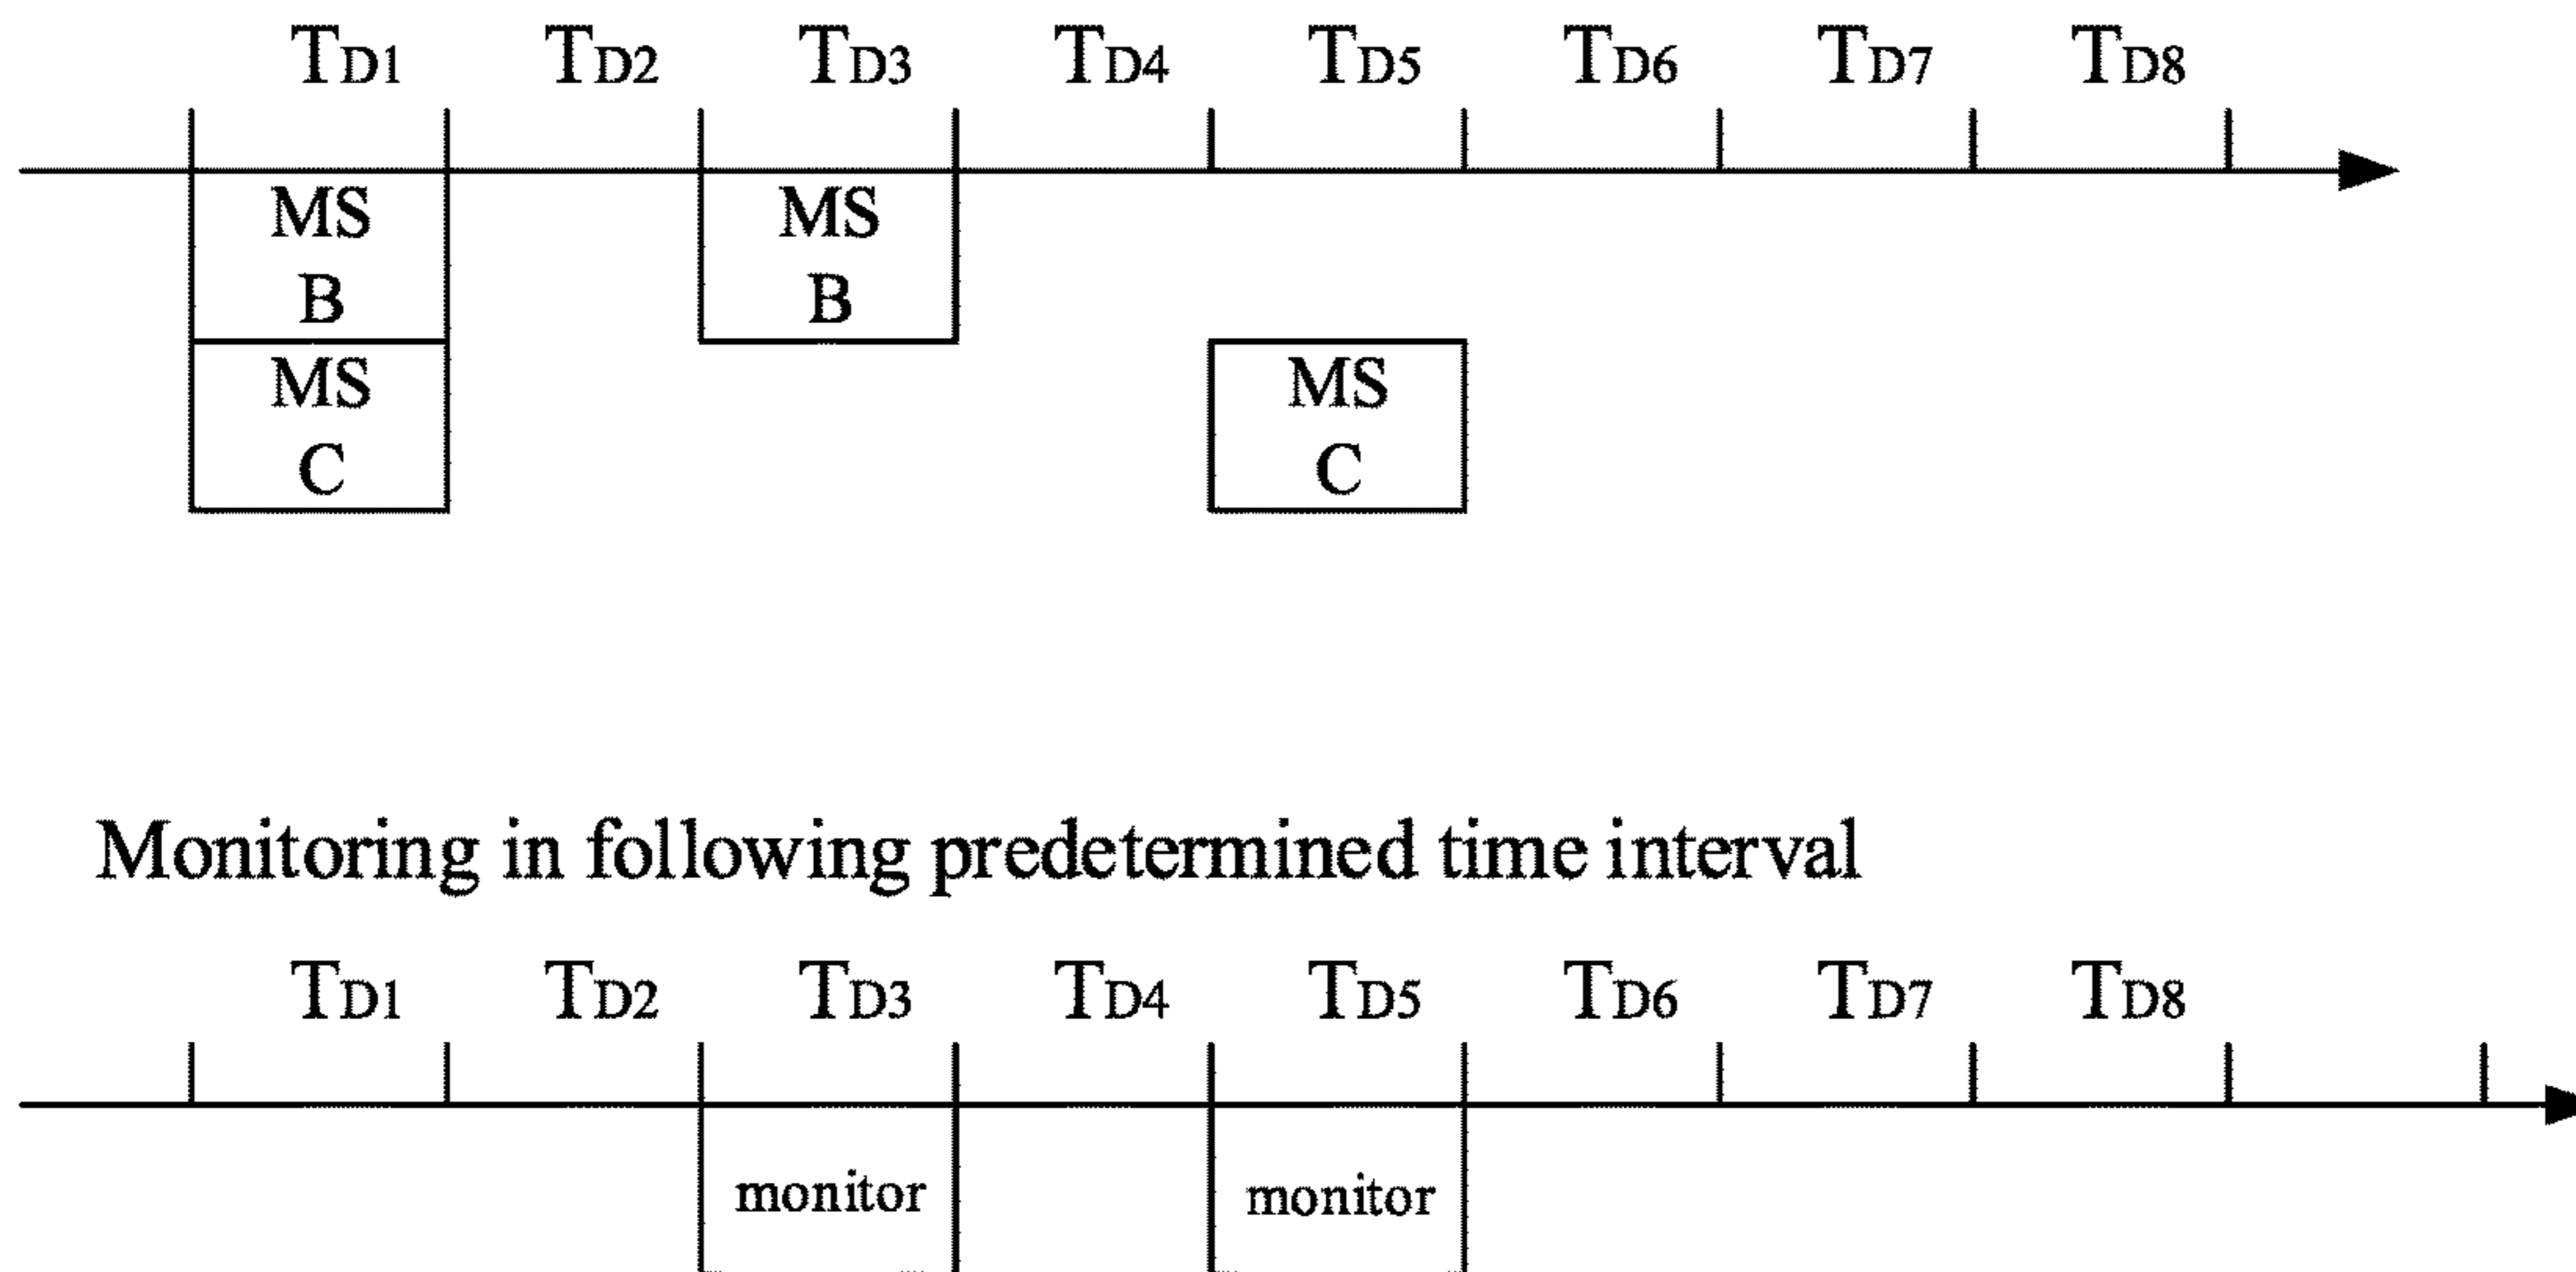 TD1 TD2 TD3 TD4 TD5 TD6 TD7 TD8
MS MS
B B
MS MS
C C
Monitoring in following predetermined time interval
TD1 TD2 TD3 TD4 TD5 TD6 TD7 TD8
monitor monitor